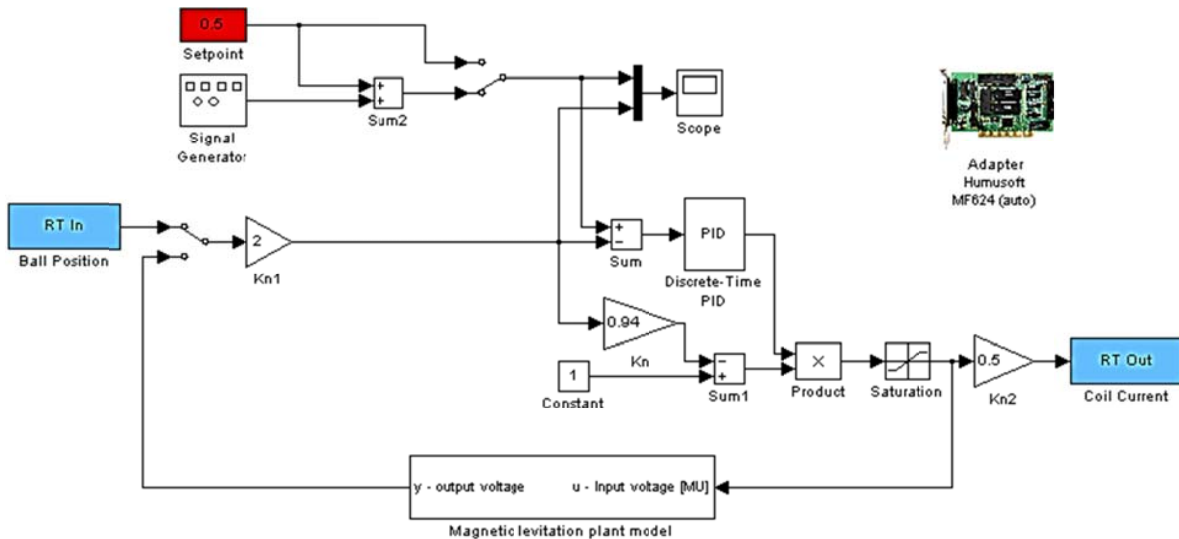 0.5
Setpoint
Signal
Generator
+
+
Sum2
Scope
Adapter
Humusoft
MF624 (auto)
RT In
Ball Position
2
Kn1
+
−
Sum
PID
Discrete-Time
PID
0.94
Kn
1
Constant
−
+
Sum1
×
Product
Saturation
0.5
Kn2
RT Out
Coil Current
y - output voltage
u - Input voltage [MU]
Magnetic levitation plant model